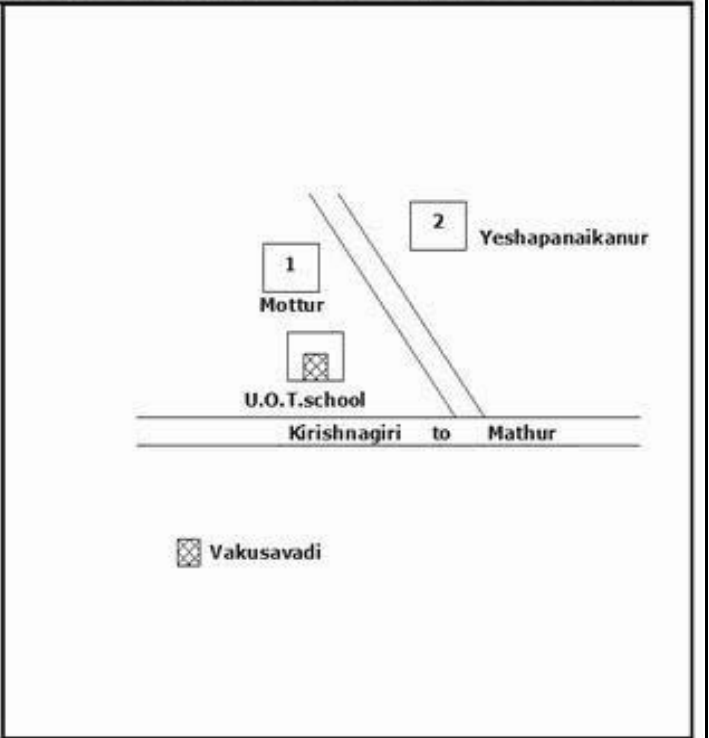 2
Yeshapanaikanur
1
Mottur
U.O.T.school
Kirishnagiri to Mathur
Vakusavadi